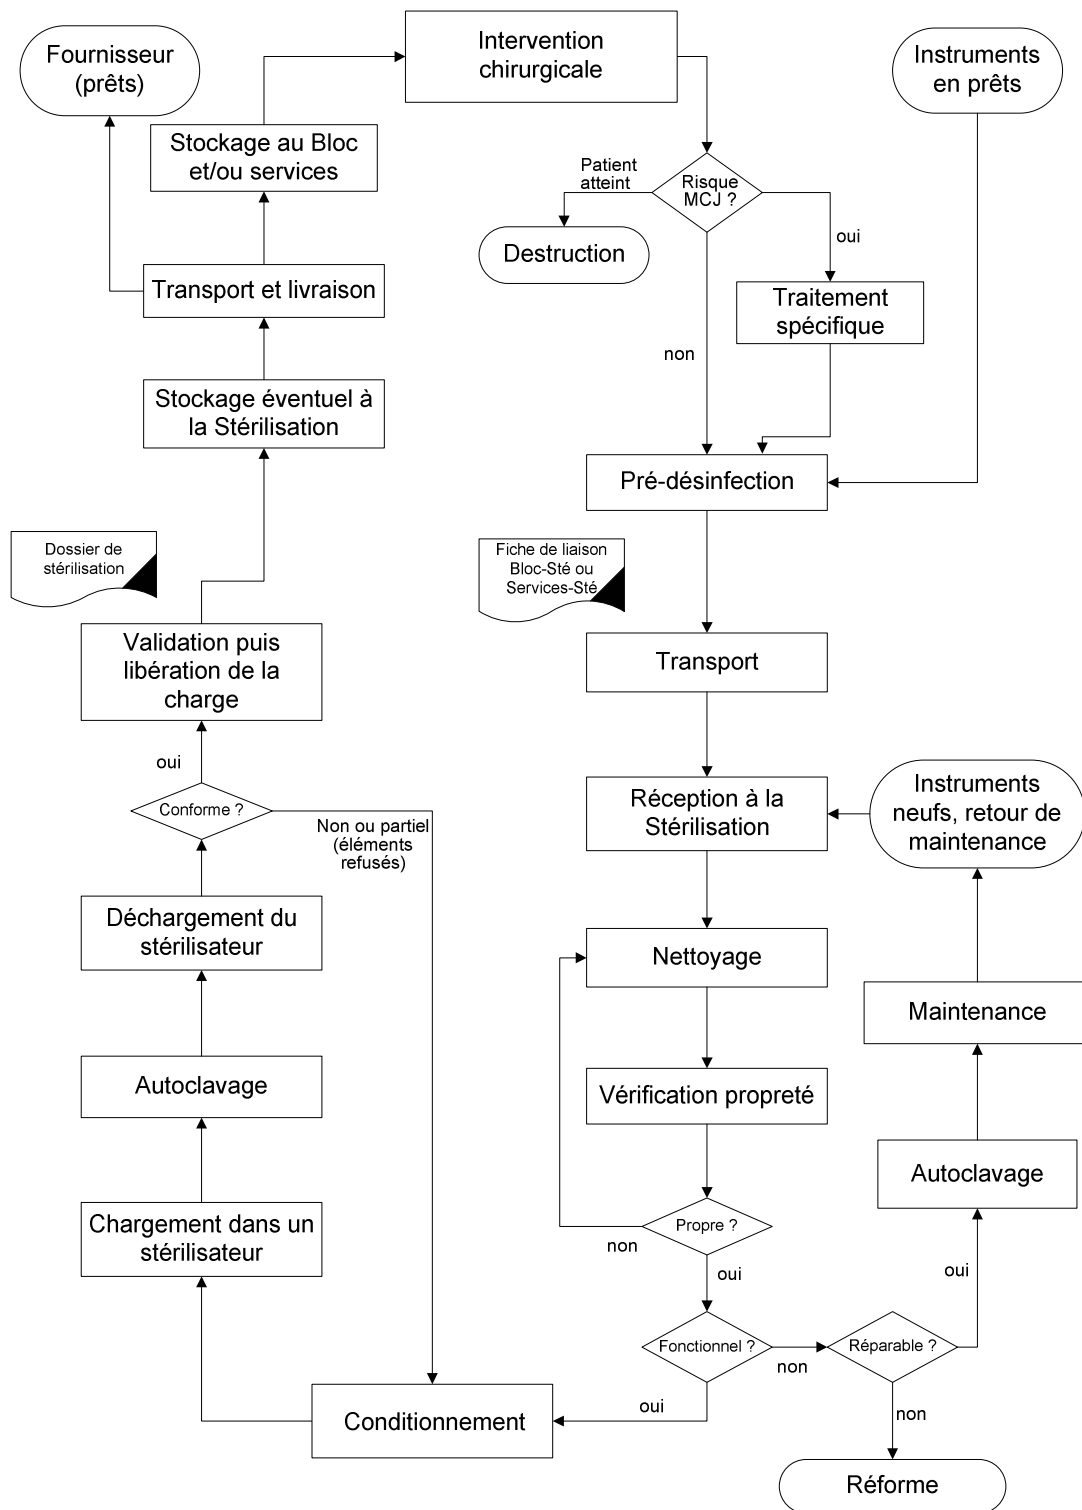 Intervention
chirurgicale
Fournisseur
(prêts)
Instruments
en prêts
Stockage au Bloc
et/ou services
Patient
atteint
Risque
MCJ ?
oui
Destruction
Transport et livraison
Traitement
spécifique
non
Stockage éventuel à
la Stérilisation
Pré-désinfection
Dossier de
stérilisation
Fiche de liaison
Bloc-Sté ou
Services-Sté
Validation puis
libération de la
charge
Transport
oui
Conforme ?
Non ou partiel
(éléments
refusés)
Réception à la
Stérilisation
Instruments
neufs, retour de
maintenance
Déchargement du
stérilisateur
Nettoyage
Maintenance
Autoclavage
Vérification propreté
Autoclavage
Chargement dans un
stérilisateur
Propre ?
non
oui
oui
Fonctionnel ?
non
Réparable ?
oui
Conditionnement
non
Réforme